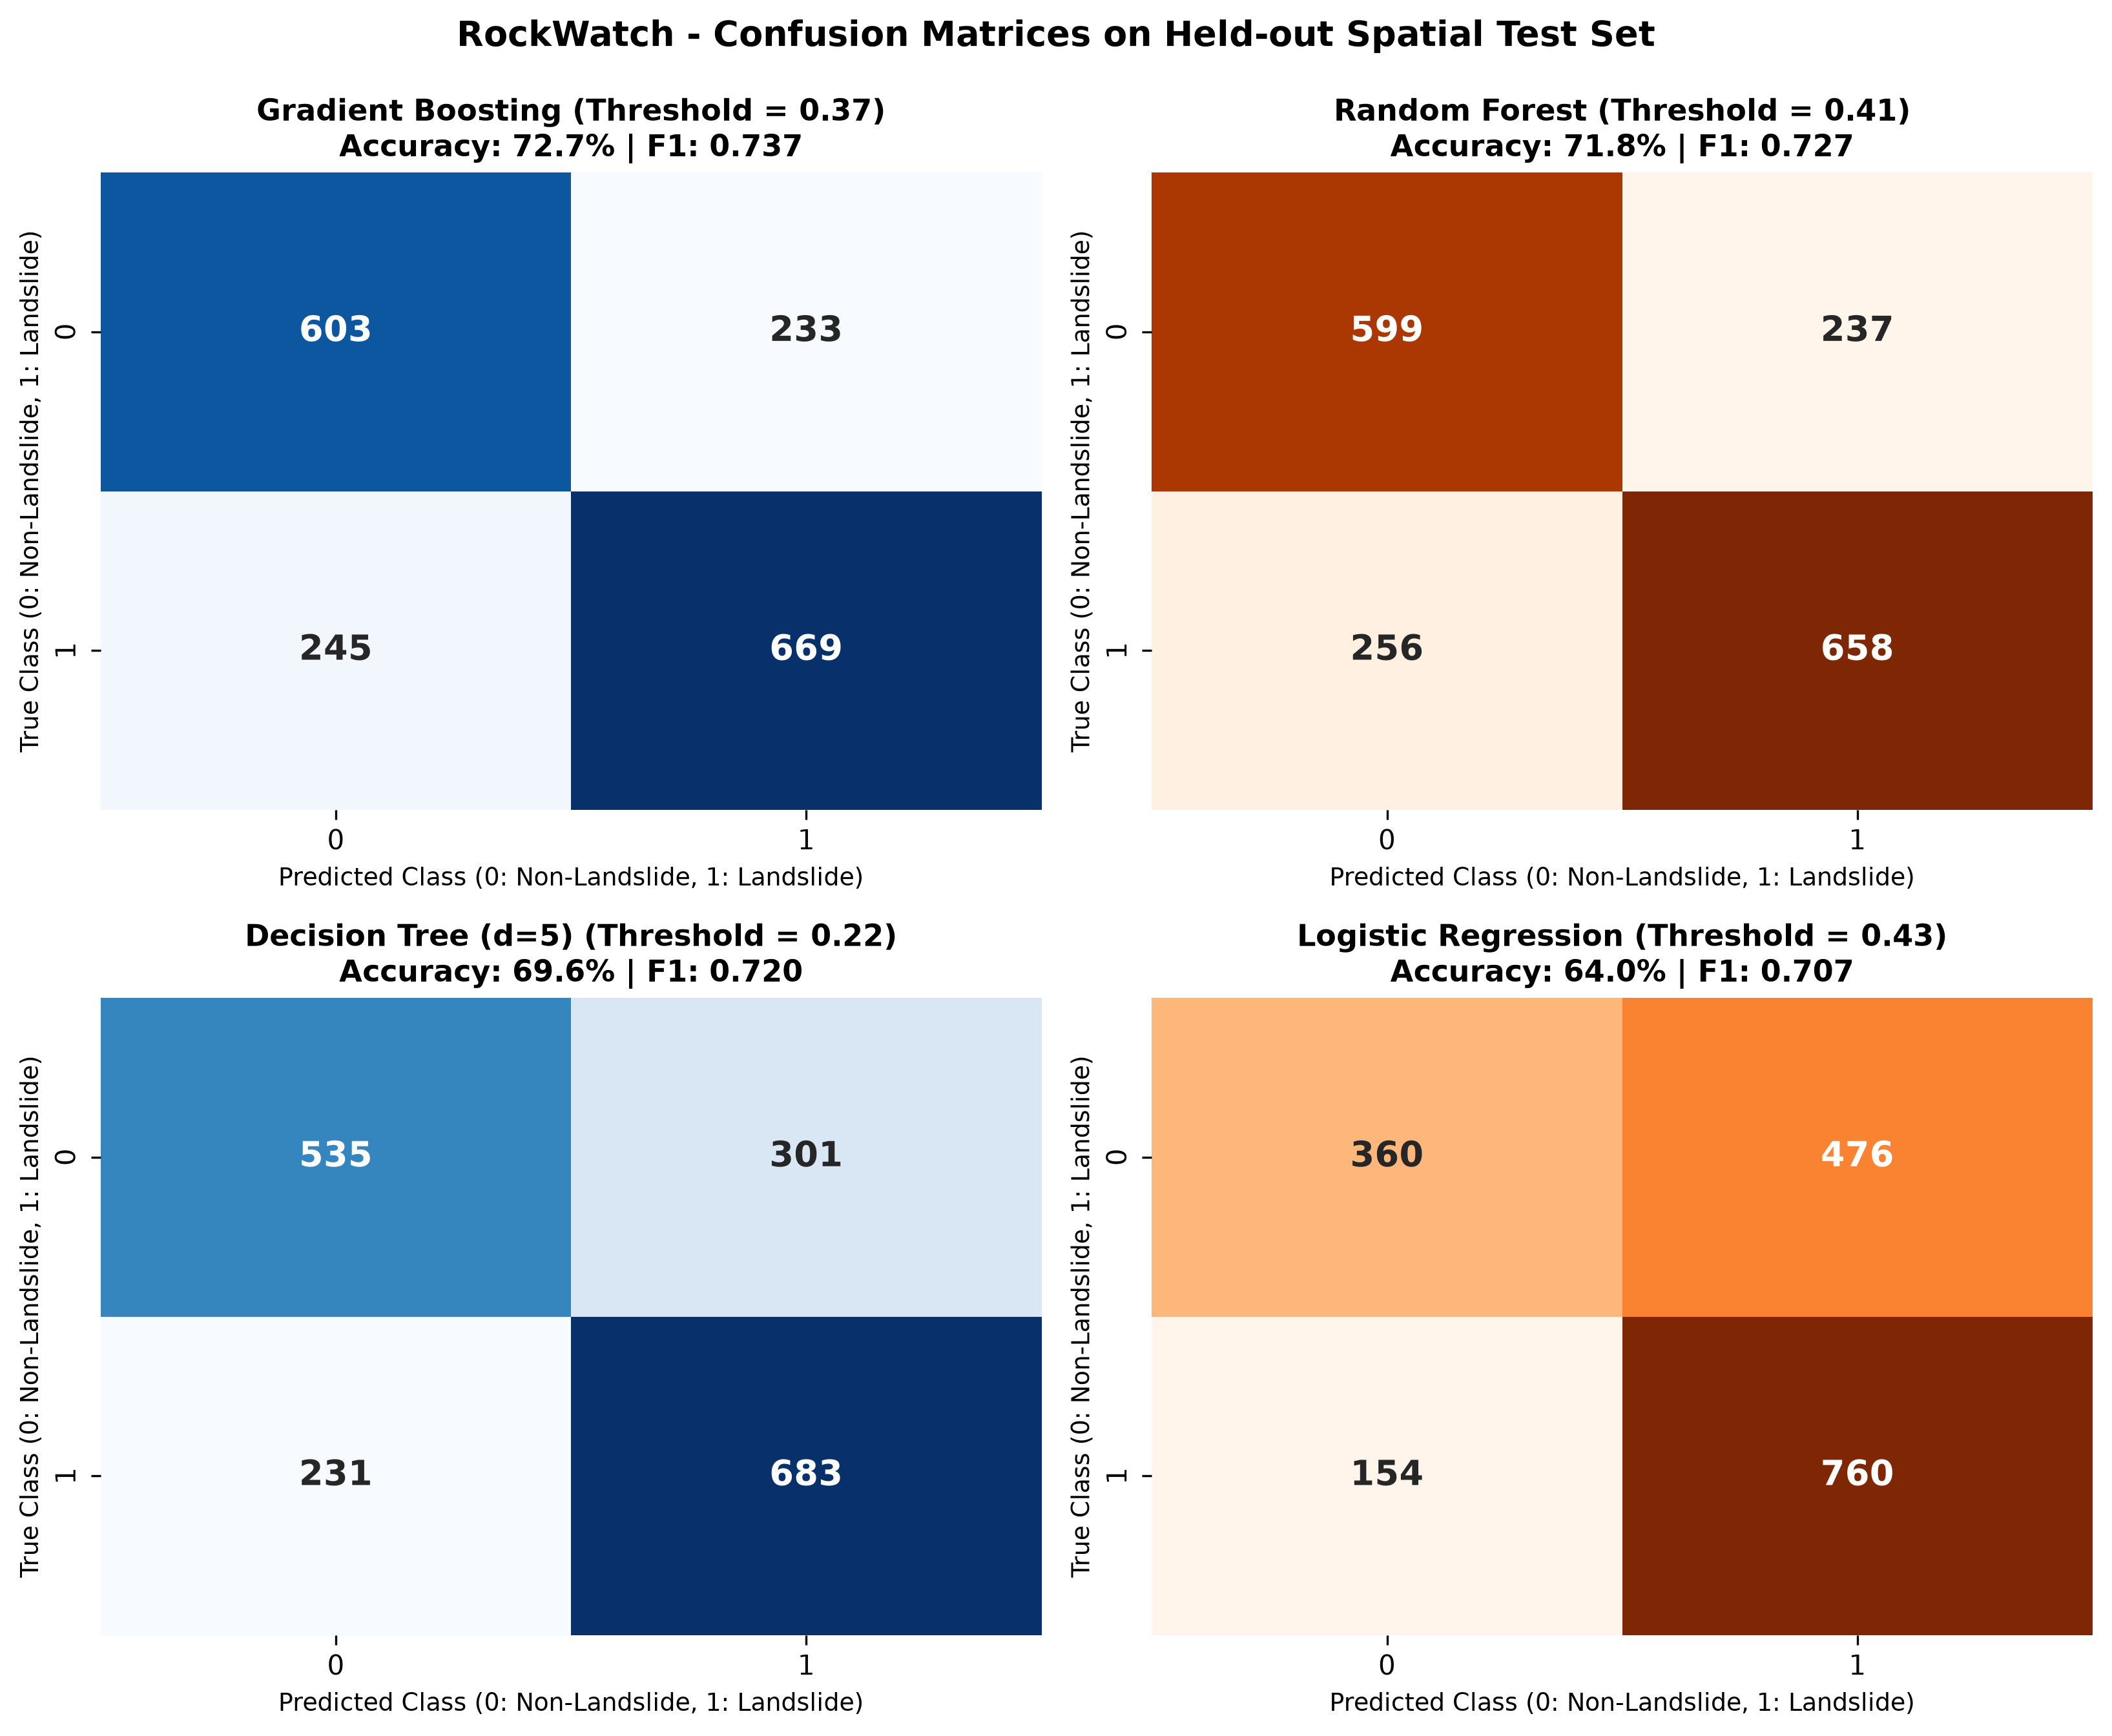 RockWatch - Confusion Matrices on Held-out Spatial Test Set
Gradient Boosting (Threshold = 0.37)
Accuracy: 72.7% | F1: 0.737
True Class (0: Non-Landslide, 1: Landslide)
0
603
233
1
245
669
0
1
Predicted Class (0: Non-Landslide, 1: Landslide)
Random Forest (Threshold = 0.41)
Accuracy: 71.8% | F1: 0.727
True Class (0: Non-Landslide, 1: Landslide)
0
599
237
1
256
658
0
1
Predicted Class (0: Non-Landslide, 1: Landslide)
Decision Tree (d=5) (Threshold = 0.22)
Accuracy: 69.6% | F1: 0.720
True Class (0: Non-Landslide, 1: Landslide)
0
535
301
1
231
683
0
1
Predicted Class (0: Non-Landslide, 1: Landslide)
Logistic Regression (Threshold = 0.43)
Accuracy: 64.0% | F1: 0.707
True Class (0: Non-Landslide, 1: Landslide)
0
360
476
1
154
760
0
1
Predicted Class (0: Non-Landslide, 1: Landslide)